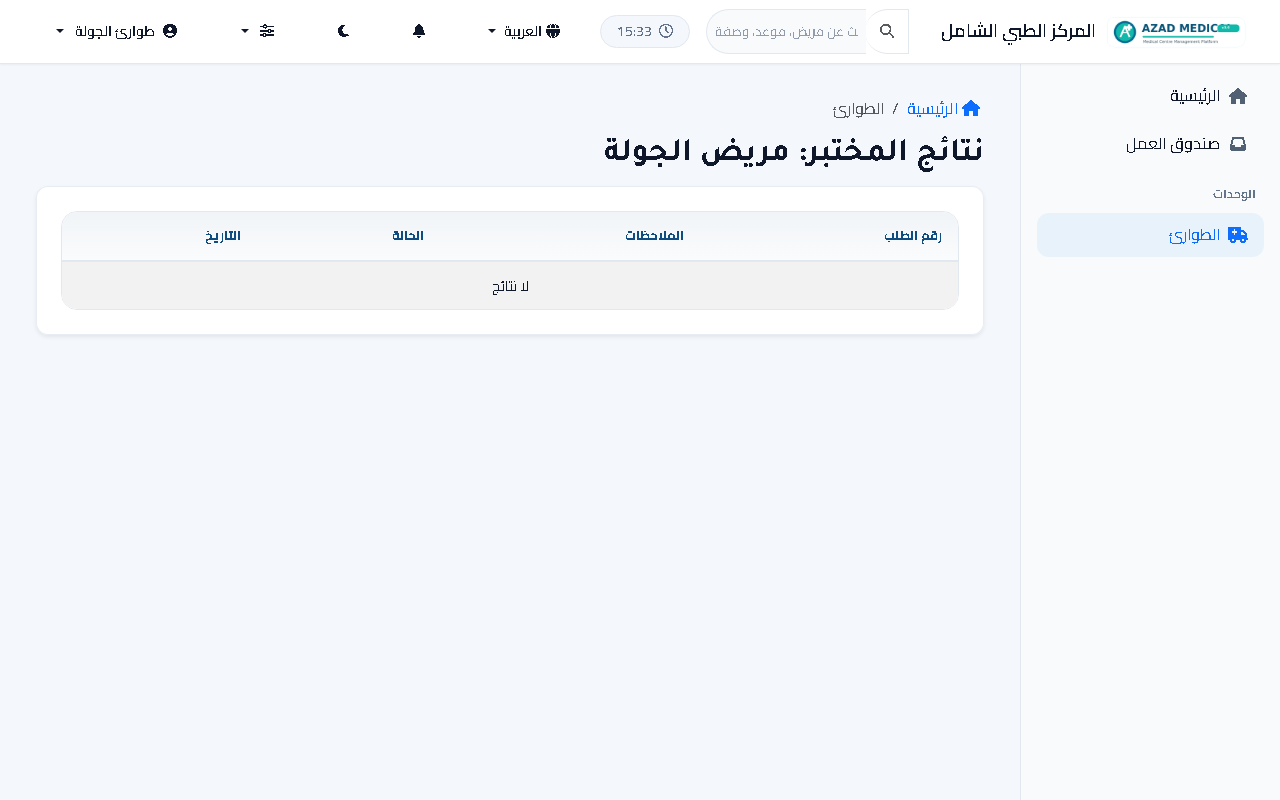 AZAD MEDIC
Medical Centre Management Platform
المركز الطبي الشامل
ث عن مريض، موعد، وصفة
15:33
العربية
طوارئ الجولة
الرئيسية
صندوق العمل
الوحدات
الطوارئ
الرئيسية / الطوارئ
نتائج المختبر: مريض الجولة
رقم الطلب الملاحظات الحالة التاريخ
لا نتائج